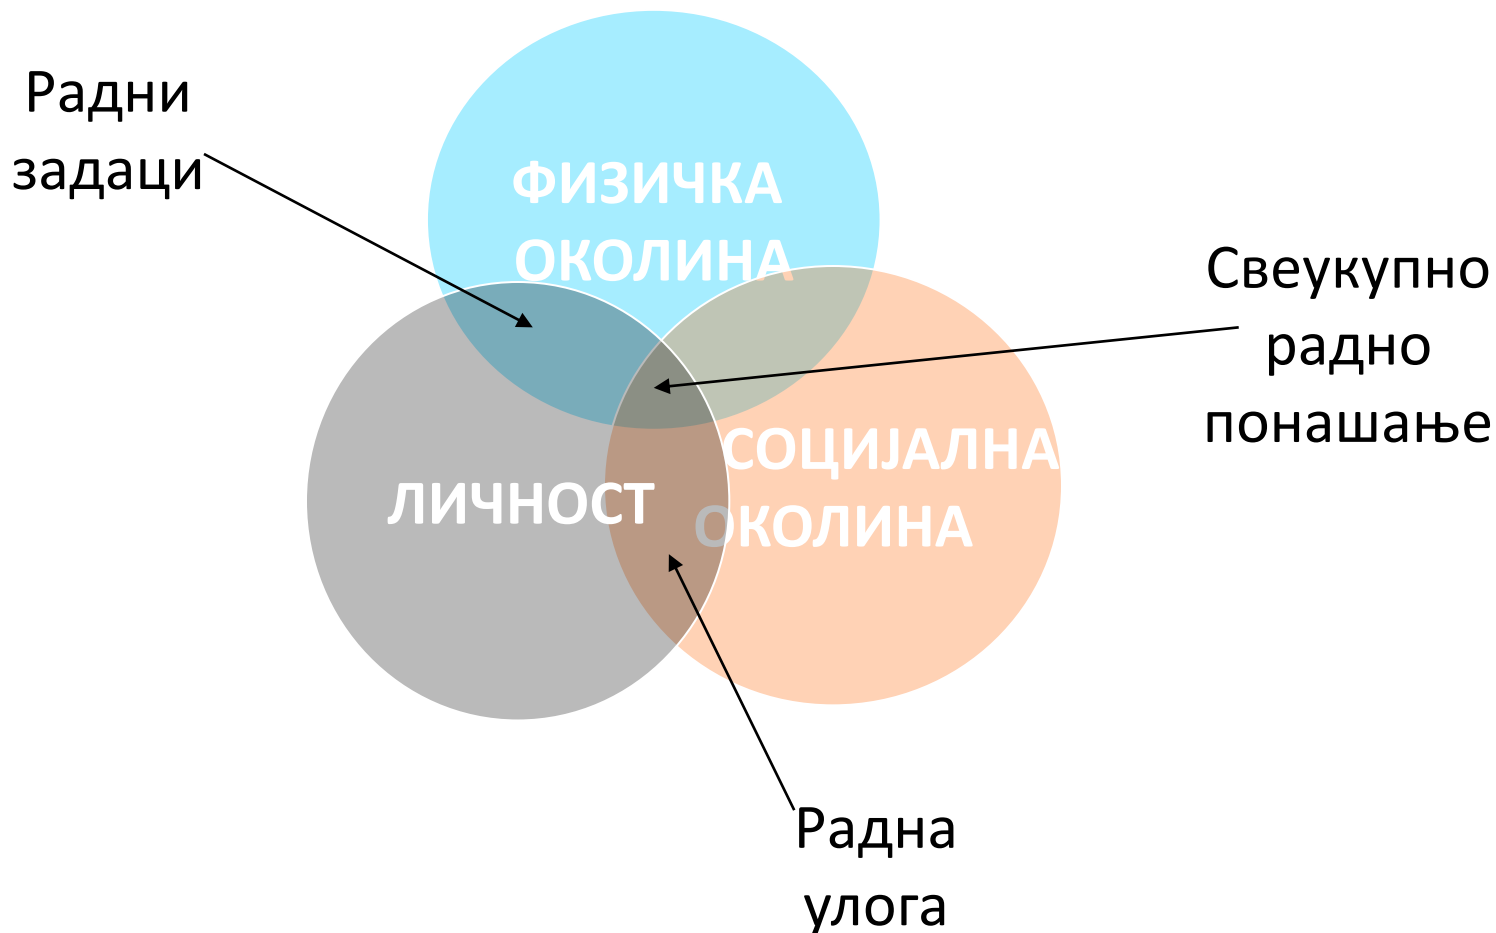 Радни
задаци
ФИЗИЧКА
ОКОЛИНА
Свеукупно
радно
понашање
СОЦИЈАЛНА
ОКОЛИНА
ЛИЧНОСТ
Радна
улога